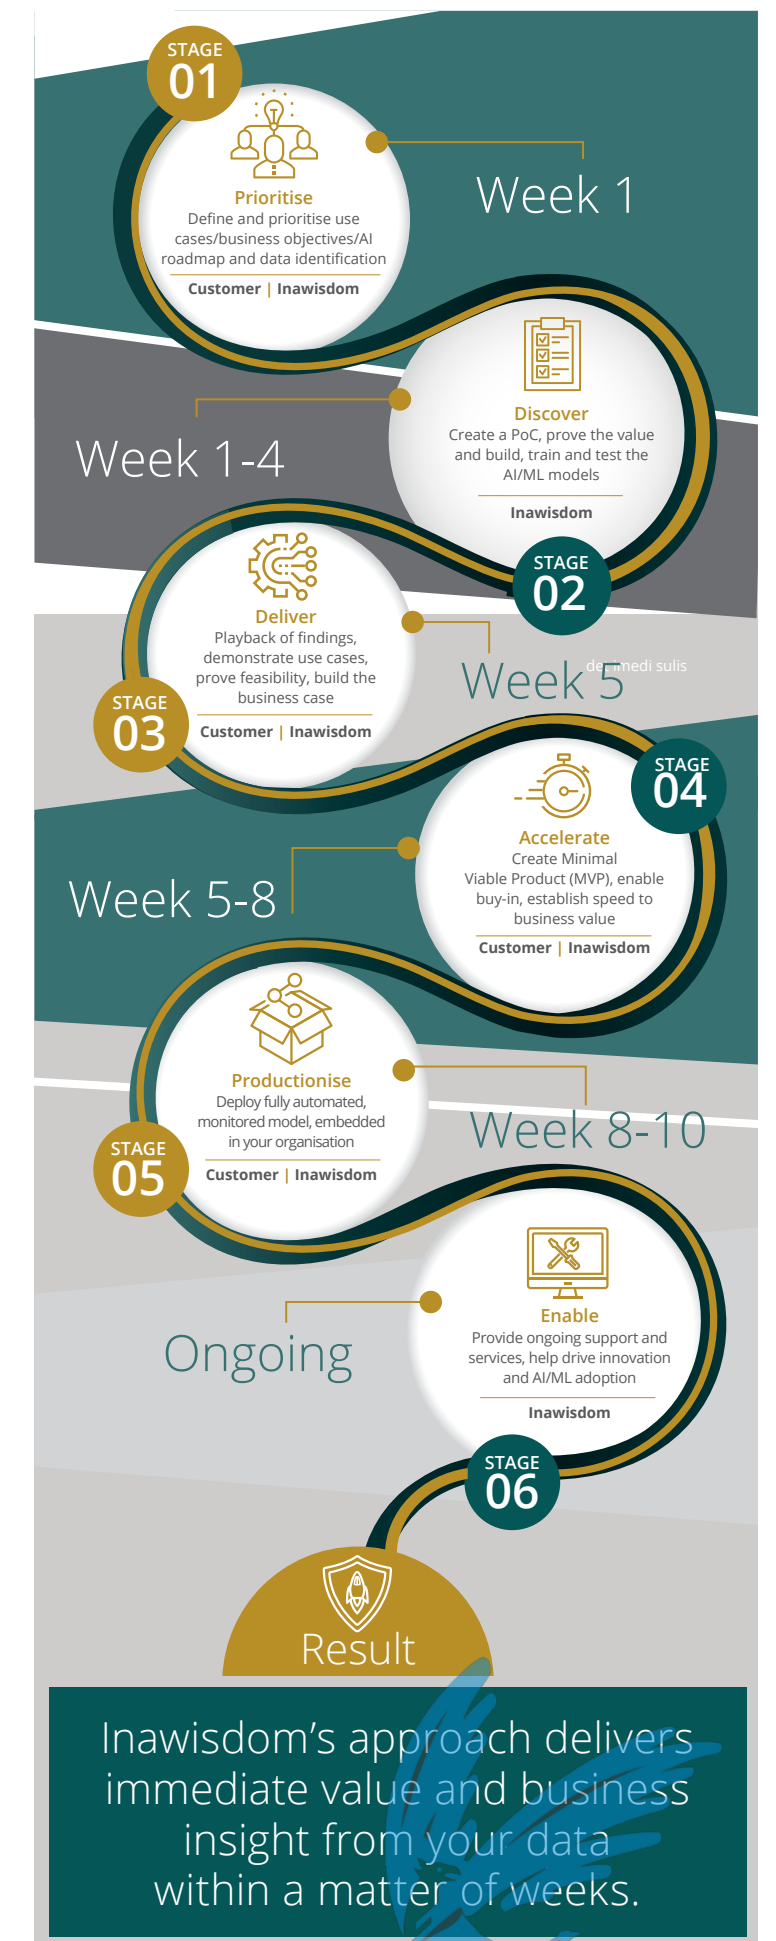 STAGE
01
Prioritise
Define and prioritise use
cases/business objectives/AI
roadmap and data identification
Customer | Inawisdom
Week 1
Discover
Create a PoC, prove the value
and build, train and test the
AI/ML models
Inawisdom
STAGE
02
Week 1-4
Deliver
Playback of findings,
demonstrate use cases,
prove feasibility, build the
business case
Customer | Inawisdom
STAGE
03
Week 5
imedi sulis
STAGE
04
Accelerate
Create Minimal
Viable Product (MVP), enable
buy-in, establish speed to
business value
Customer | Inawisdom
Week 5-8
Productionise
Deploy fully automated,
monitored model, embedded
in your organisation
Customer | Inawisdom
STAGE
05
Week 8-10
Enable
Provide ongoing support and
services, help drive innovation
and AI/ML adoption
Inawisdom
Ongoing
STAGE
06
Result
Inawisdom’s approach delivers
immediate value and business
insight from your data
within a matter of weeks.